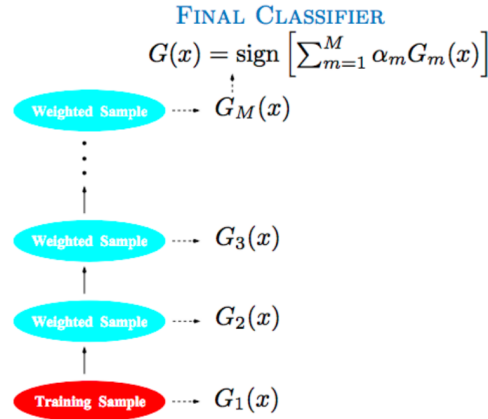 FINAL CLASSIFIER
G(x) = sign [∑_{m=1}^{M} α_m G_m(x)]
Weighted Sample G_M(x)
Weighted Sample G_3(x)
Weighted Sample G_2(x)
Training Sample G_1(x)